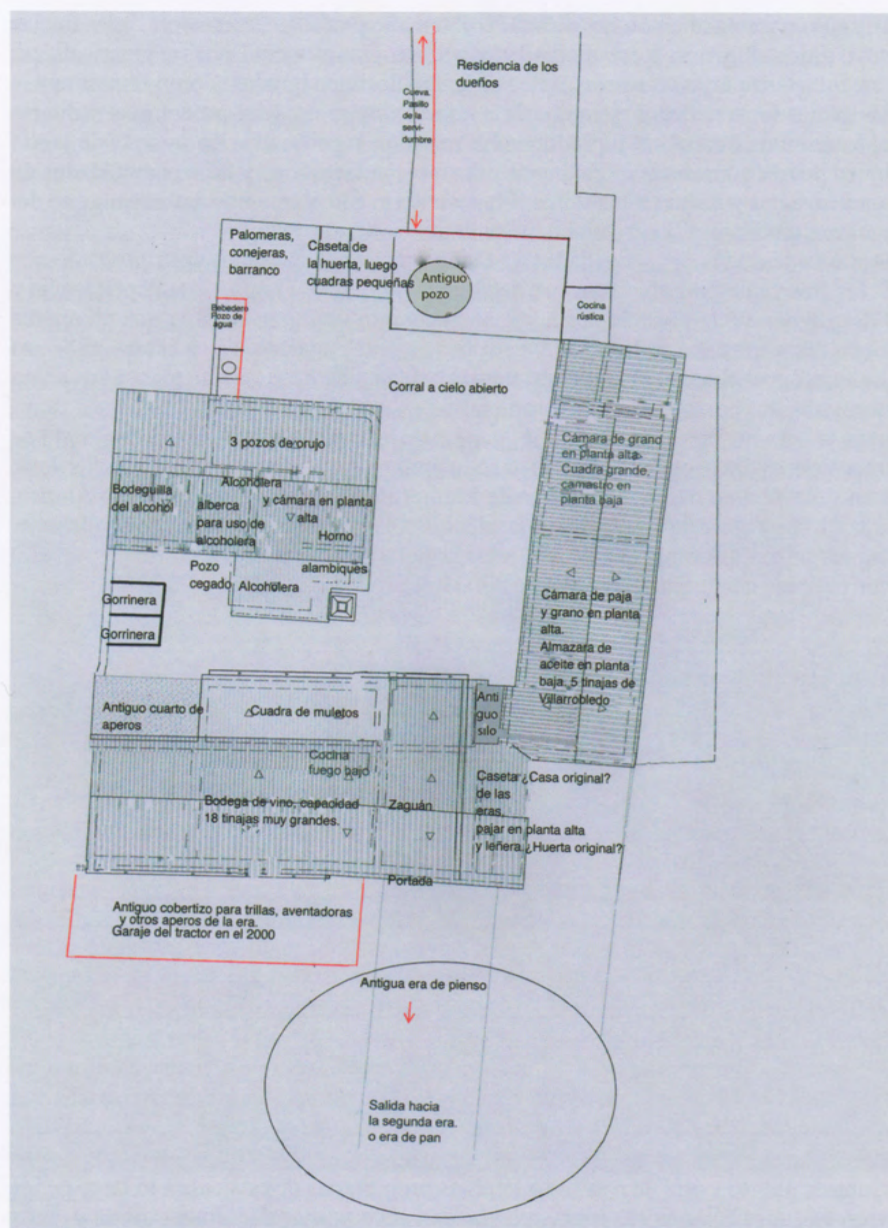 Residencia de los
dueños
Cueva.
Pasillo
de la
servi-
dumbre
Palomeras,
conejeras,
barranco
Caseta de
la huerta, luego
cuadras pequeñas
Antiguo
pozo
Bebedero
Pozo de
agua
Cocina
rústica
Corral a cielo abierto
3 pozos de orujo
Cámara de grano
en planta alta.
Cuadra grande,
camastro en
planta baja
Bodeguilla
del alcohol
Alcoholera
alberca
para uso de
alcoholera
y cámara en planta
alta
Horno
alambiques
Pozo
cegado
Alcoholera
Gorrinera
Gorrinera
Cámara de paja
y grano en planta
alta.
Almazara de
aceite en planta
baja. 5 tinajas de
Villarrobledo
Antiguo cuarto de
aperos
Cuadra de muletos
Anti
guo
silo
Cocina
fuego bajo
Bodega de vino, capacidad
18 tinajas muy grandes.
Zaguán
Caseta ¿Casa original?
de las
eras,
pajar en planta alta
y leñera ¿Huerta original?
Portada
Antiguo cobertizo para trillas, aventadoras
y otros aperos de la era.
Garaje del tractor en el 2000
Antigua era de pienso
Salida hacia
la segunda era.
o era de pan